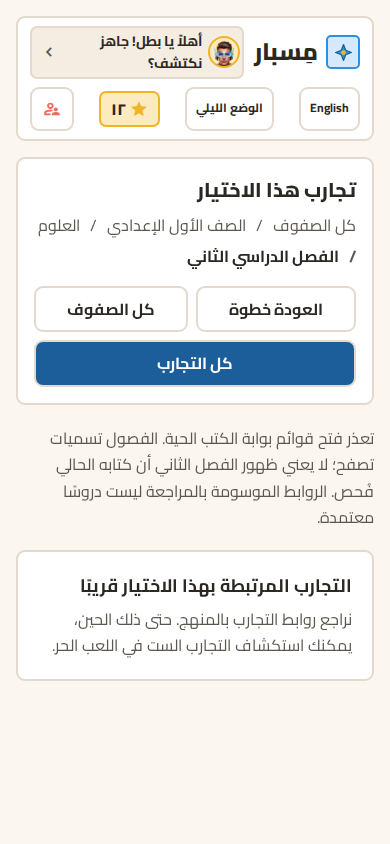 مِسبار
أهلاً يا بطل! جاهز
نكتشف؟
English
الوضع الليلي
١٢
تجارب هذا الاختيار
كل الصفوف / الصف الأول الإعدادي / العلوم
/ الفصل الدراسي الثاني
العودة خطوة
كل الصفوف
كل التجارب
تعذر فتح قوائم بوابة الكتب الحية. الفصول تسميات
تصفح؛ لا يعني ظهور الفصل الثاني أن كتابه الحالي
فُحص. الروابط الموسومة بالمراجعة ليست دروسًا
معتمدة.
التجارب المرتبطة بهذا الاختيار قريبًا
نراجع روابط التجارب بالمنهج. حتى ذلك الحين،
يمكنك استكشاف التجارب الست في اللعب الحر.